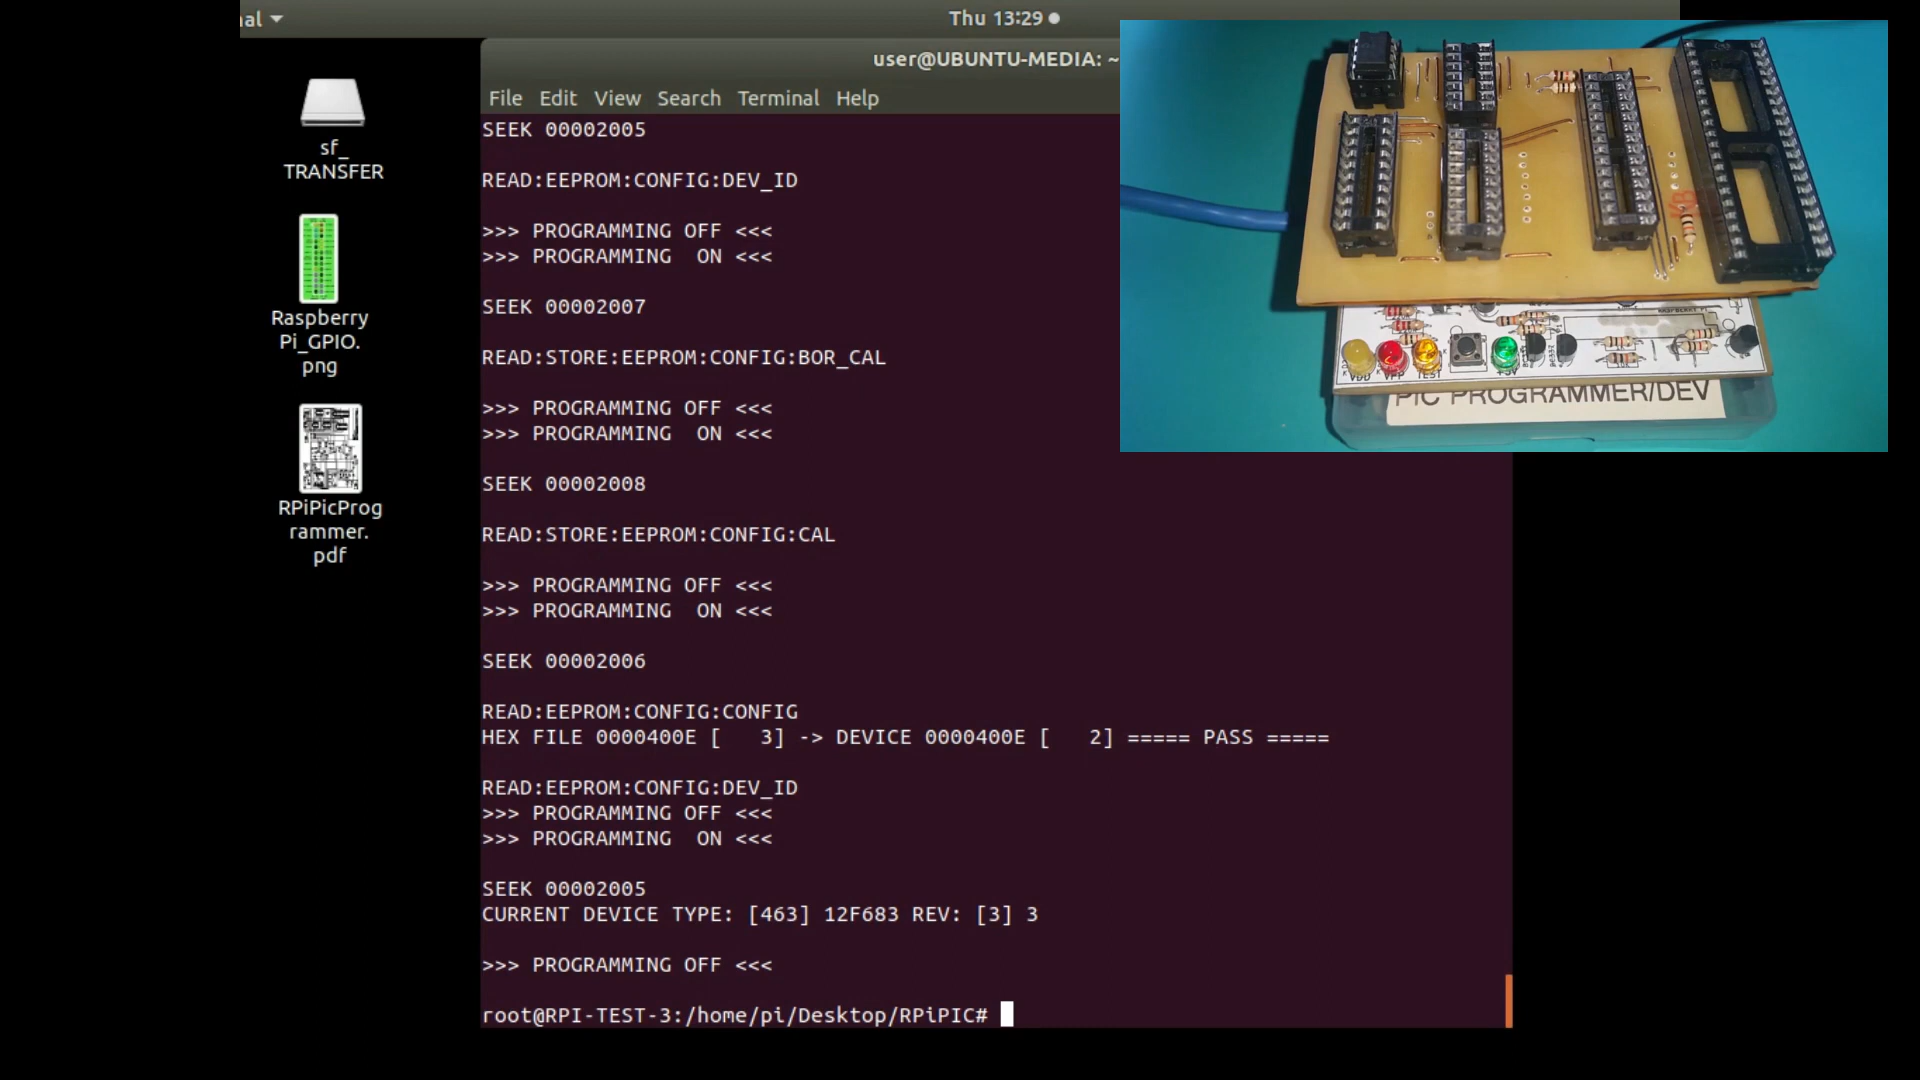 al
Thu 13:29
user@UBUNTU-MEDIA: ~
File Edit View Search Terminal Help
sf_
TRANSFER
Raspberry
Pi_GPIO.
png
RPiPicProg
rammer.
pdf
SEEK 00002005
READ:EEPROM:CONFIG:DEV_ID
>>> PROGRAMMING OFF <<<
>>> PROGRAMMING  ON <<<
SEEK 00002007
READ:STORE:EEPROM:CONFIG:BOR_CAL
>>> PROGRAMMING OFF <<<
>>> PROGRAMMING  ON <<<
SEEK 00002008
READ:STORE:EEPROM:CONFIG:CAL
>>> PROGRAMMING OFF <<<
>>> PROGRAMMING  ON <<<
SEEK 00002006
READ:EEPROM:CONFIG:CONFIG
HEX FILE 0000400E [   3] -> DEVICE 0000400E [   2] ===== PASS =====
READ:EEPROM:CONFIG:DEV_ID
>>> PROGRAMMING OFF <<<
>>> PROGRAMMING  ON <<<
SEEK 00002005
CURRENT DEVICE TYPE: [463] 12F683 REV: [3] 3
>>> PROGRAMMING OFF <<<
root@RPI-TEST-3:/home/pi/Desktop/RPiPIC#
VDD VPP TEST +5V
PIC PROGRAMMER/DEV